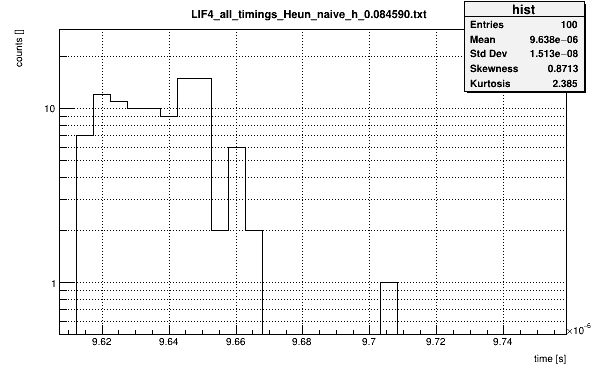 LIF4_all_timings_Heun_naive_h_0.084590.txt
hist
Entries 100
Mean 9.638e−06
Std Dev 1.513e−08
Skewness 0.8713
Kurtosis 2.385
counts []
10
1
9.62 9.64 9.66 9.68 9.7 9.72 9.74
×10−6
time [s]